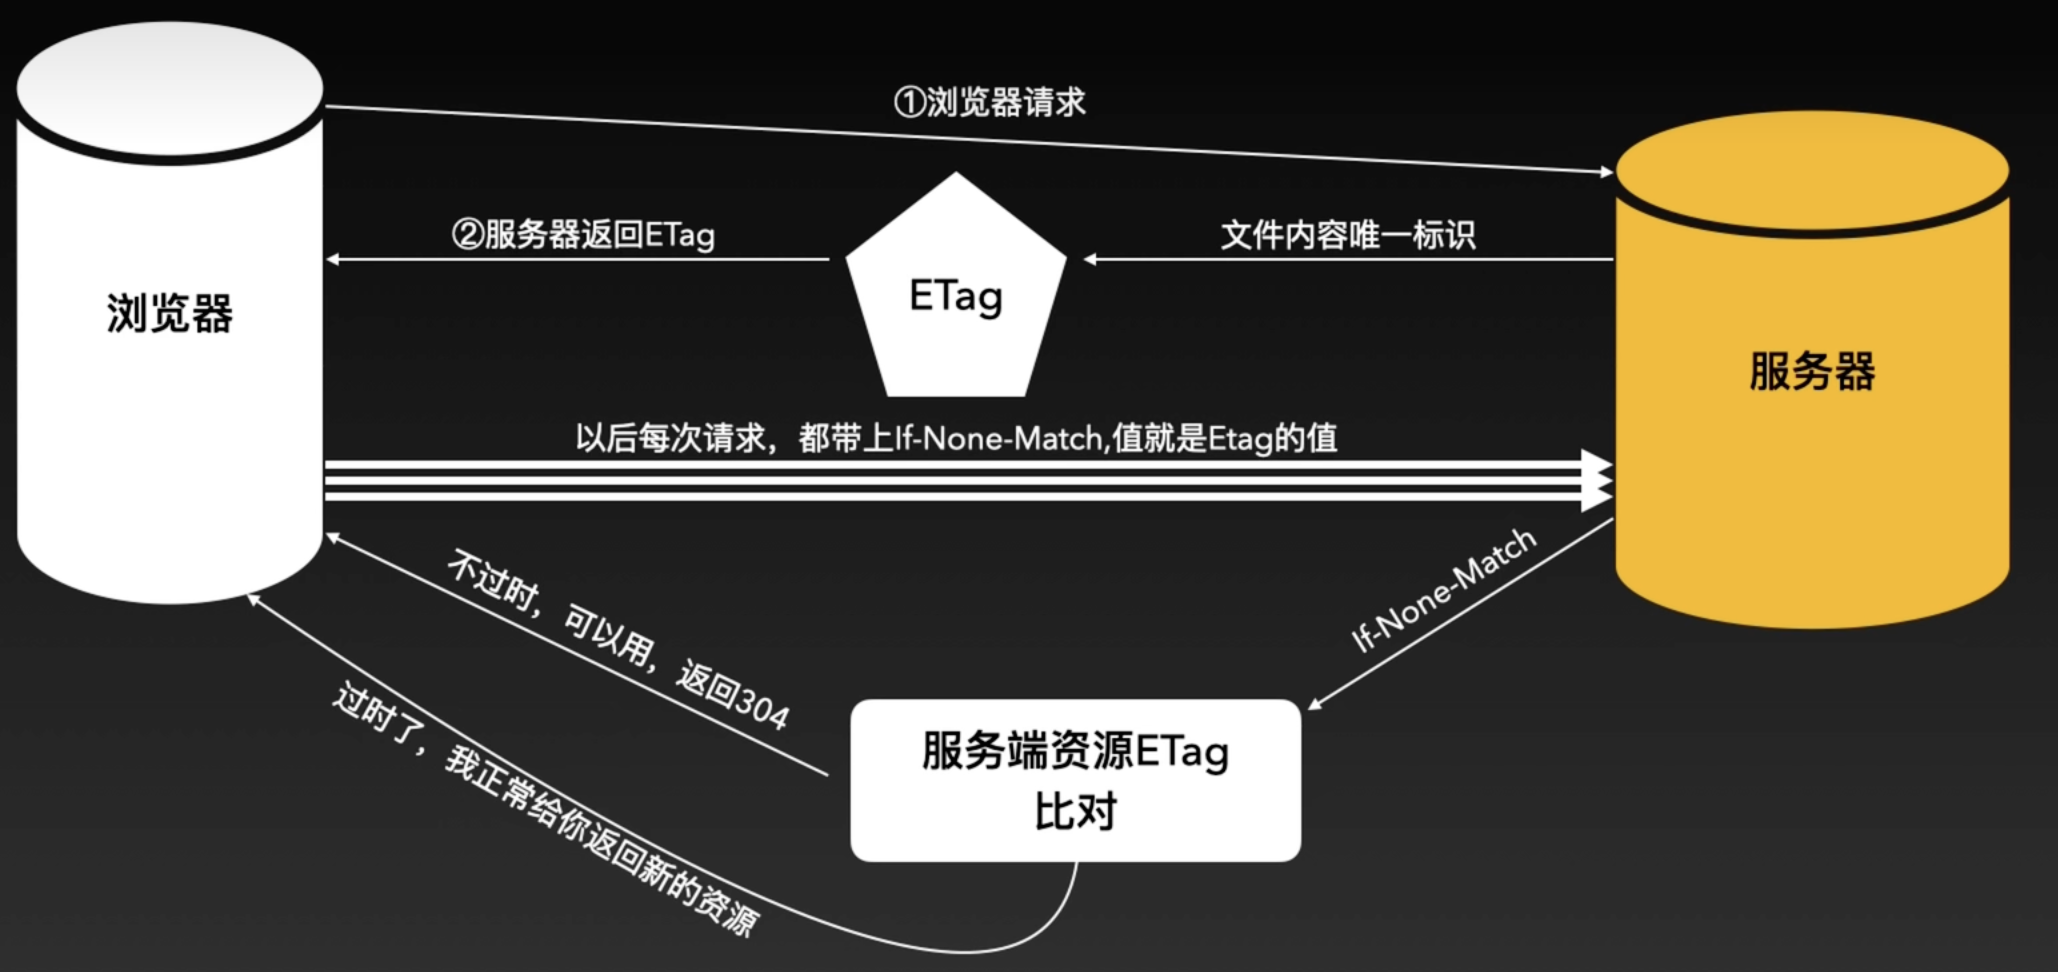 ①浏览器请求
②服务器返回ETag
文件内容唯一标识
浏览器
ETag
服务器
以后每次请求，都带上If-None-Match,值就是Etag的值
If-None-Match
不过时，可以用，返回304
过时了，我正常给你返回新的资源
服务端资源ETag
比对